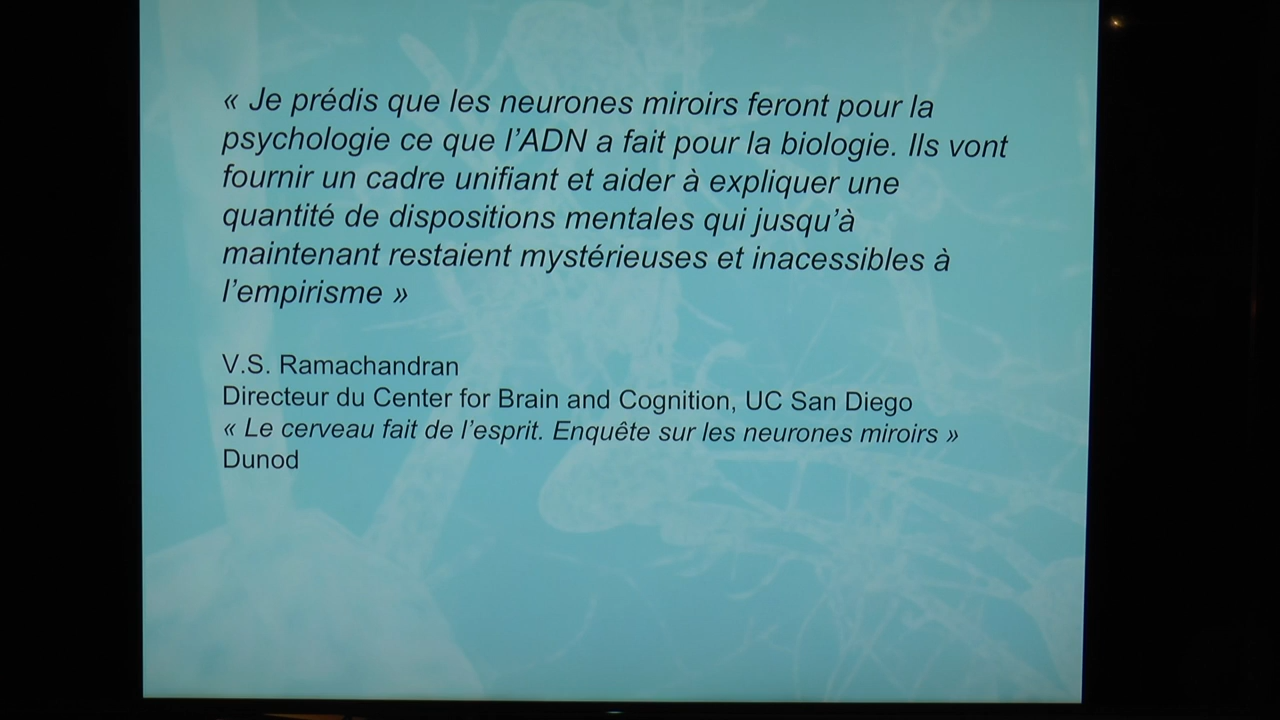 « Je prédis que les neurones miroirs feront pour la
psychologie ce que l’ADN a fait pour la biologie. Ils vont
fournir un cadre unifiant et aider à expliquer une
quantité de dispositions mentales qui jusqu’à
maintenant restaient mystérieuses et inacessibles à
l’empirisme »
V.S. Ramachandran
Directeur du Center for Brain and Cognition, UC San Diego
« Le cerveau fait de l’esprit. Enquête sur les neurones miroirs »
Dunod